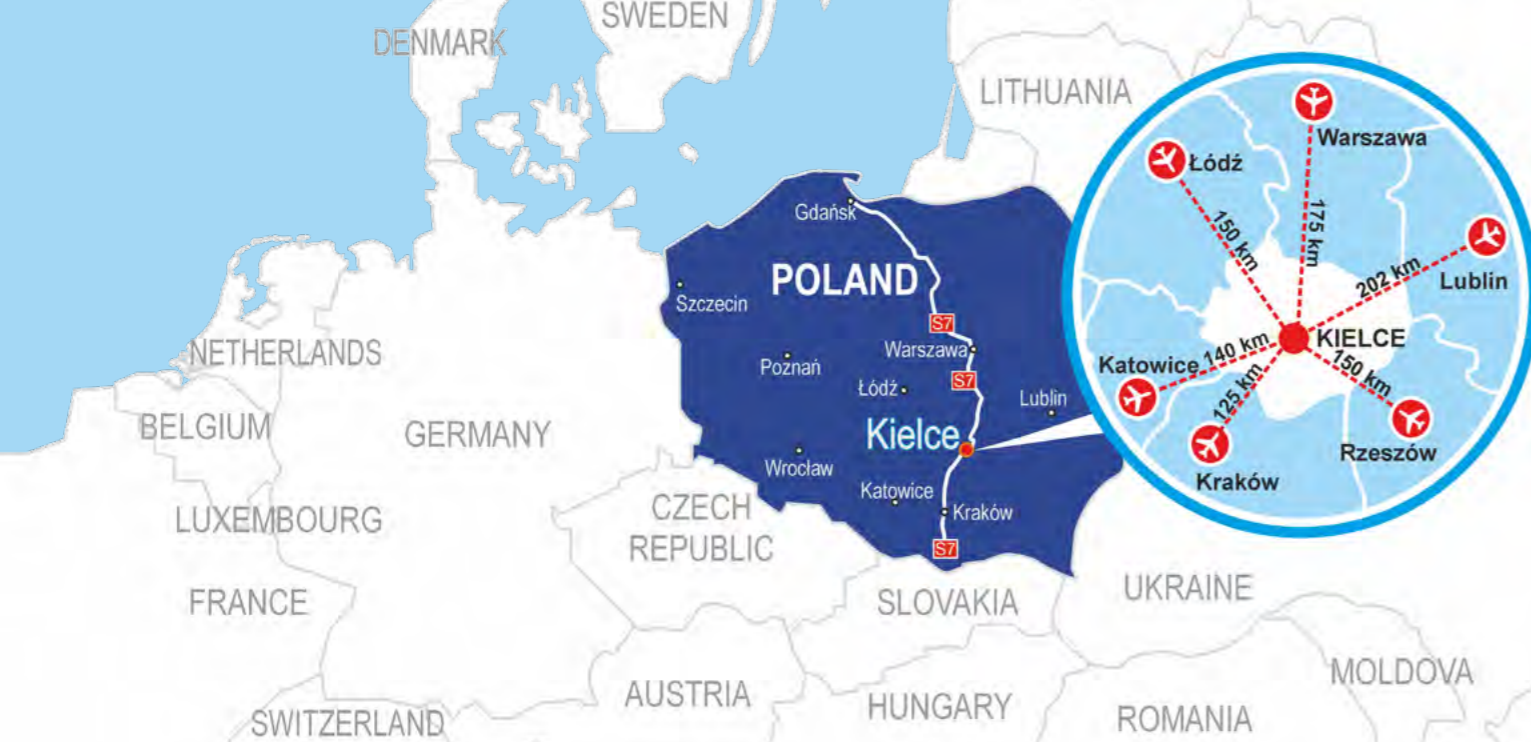 SWEDEN
DENMARK
LITHUANIA
Gdańsk
POLAND
Szczecin
S7
NETHERLANDS
Warszawa
Poznań
S7
Łódź
Lublin
BELGIUM
GERMANY
Kielce
Wrocław
Katowice
LUXEMBOURG
CZECH
REPUBLIC
Kraków
S7
FRANCE
SLOVAKIA
UKRAINE
MOLDOVA
AUSTRIA
HUNGARY
ROMANIA
SWITZERLAND
Warszawa
Łódź
175 km
150 km
202 km
Lublin
KIELCE
Katowice
140 km
150 km
125 km
Rzeszów
Kraków